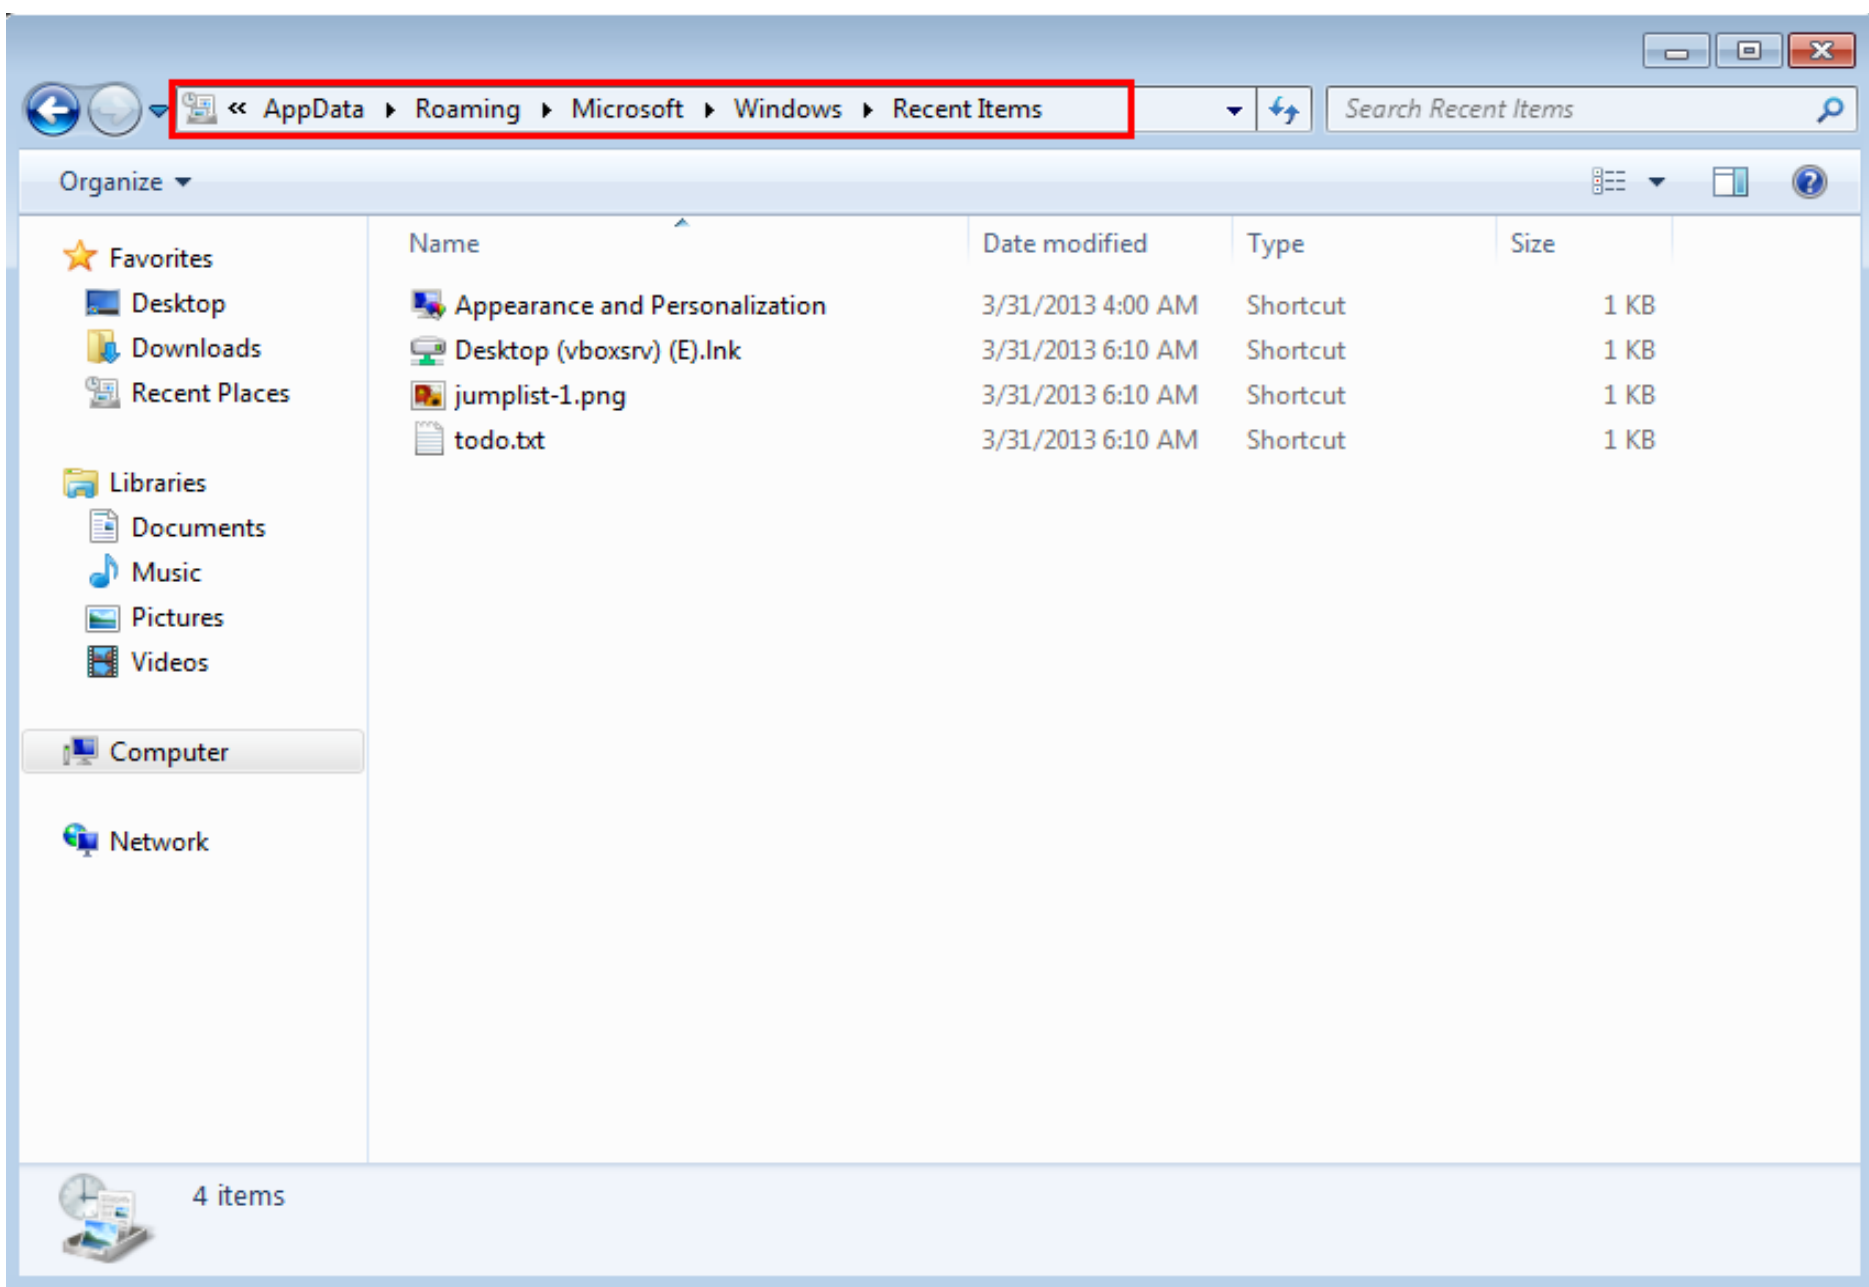 « AppData ▸ Roaming ▸ Microsoft ▸ Windows ▸ Recent Items
Search Recent Items
Organize
Name Date modified Type Size
Favorites
Desktop
Downloads
Recent Places
Libraries
Documents
Music
Pictures
Videos
Computer
Network
Appearance and Personalization 3/31/2013 4:00 AM Shortcut 1 KB
Desktop (vboxsrv) (E).lnk 3/31/2013 6:10 AM Shortcut 1 KB
jumplist-1.png 3/31/2013 6:10 AM Shortcut 1 KB
todo.txt 3/31/2013 6:10 AM Shortcut 1 KB
4 items